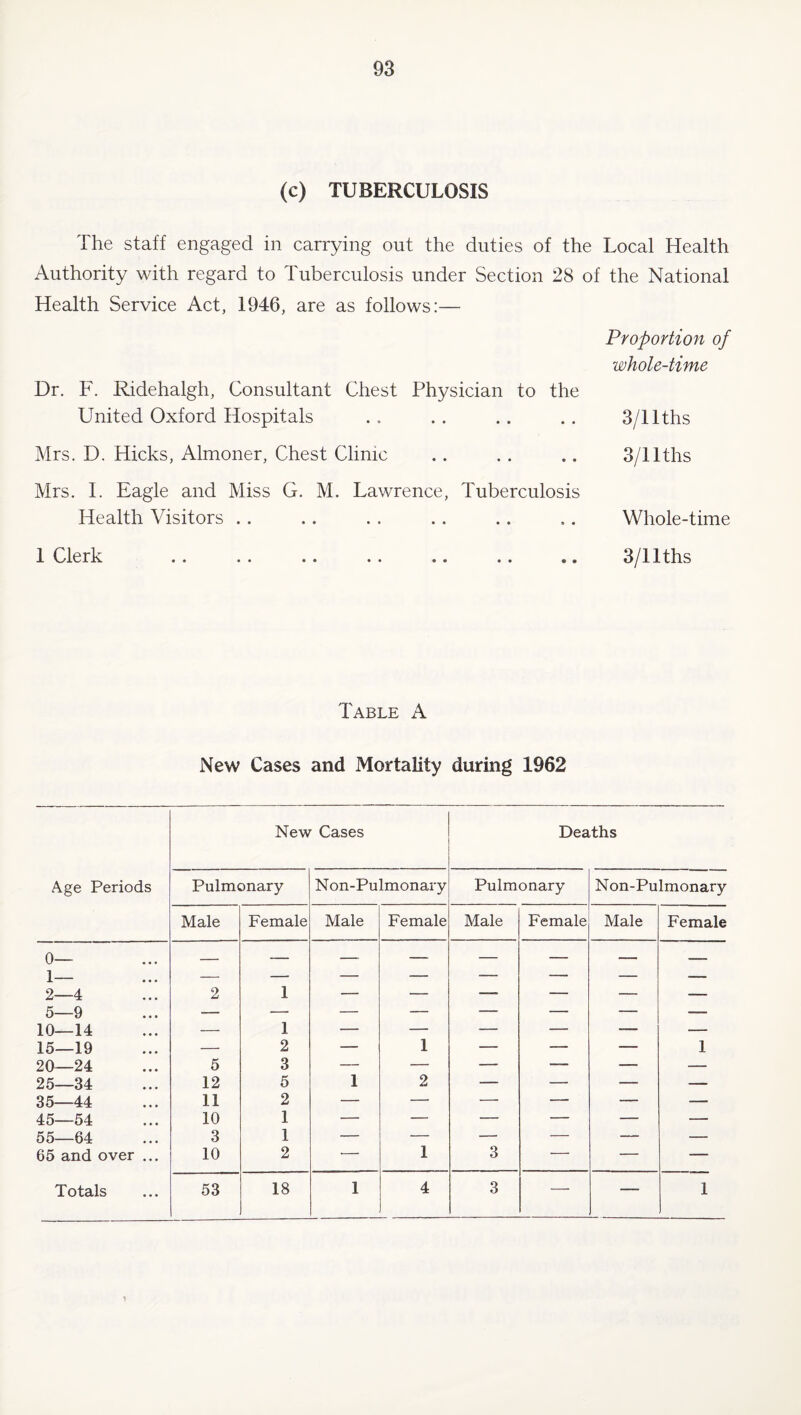 93
(c) TUBERCULOSIS
The staff engaged in carrying out the duties of the Local Health
Authority with regard to Tuberculosis under Section 28 of the National
Health Service Act, 1946, are as follows:—
Proportion of
whole-time
Dr. F. Ridehalgh, Consultant Chest Physician to the
United Oxford Hospitals .. .. .. .. 3/11ths
Mrs. D. Hicks, Almoner, Chest Clinic .. .. .. 3/11ths
Mrs. I. Eagle and Miss G. M. Lawrence, Tuberculosis
Health Visitors .. .. .. .. .. .. Whole-time
1 Clerk .. .. .. .. .. .. .. 3/11ths
TABLE A
New Cases and Mortality during 1962
New Cases Deaths
Age Periods Pulmonary Non-Pulmonary Pulmonary Non-Pulmonary
Male Female Male Female Male Female Male Female
0— ... — — — — — — — —
1— ... — — — — — — — —
2—4 ... 2 1 — — — — — —
5—9 ... — — — — — — — —
10—14 ... — 1 — — — — — —
15—19 ... — 2 — 1 — — — 1
20—24 ... 5 3 — — — — — —
25—34 ... 12 5 1 2 — — — —
35—44 ... 11 2 — — — — — —
45—54 ... 10 1 — — — — — —
55—64 ... 3 1 — — — — — —
65 and over ... 10 2 — 1 3 — — —
Totals ... 53 18 1 4 3 — — 1